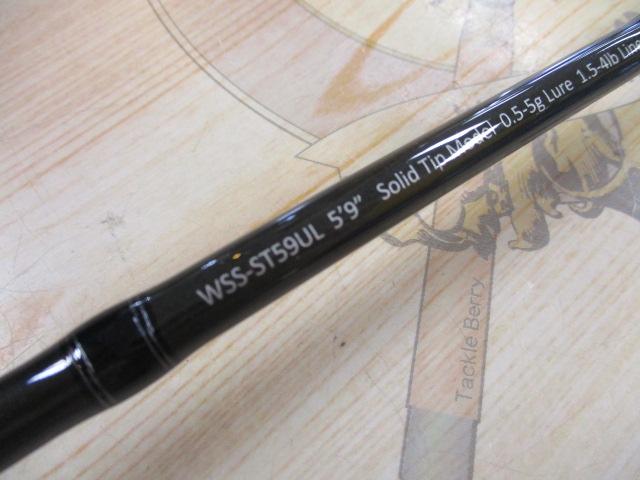 WSS-ST59UL 5'9" Solid Tip Model 0.5-5g Lure 1.5-4lb Line
Tackle Berry